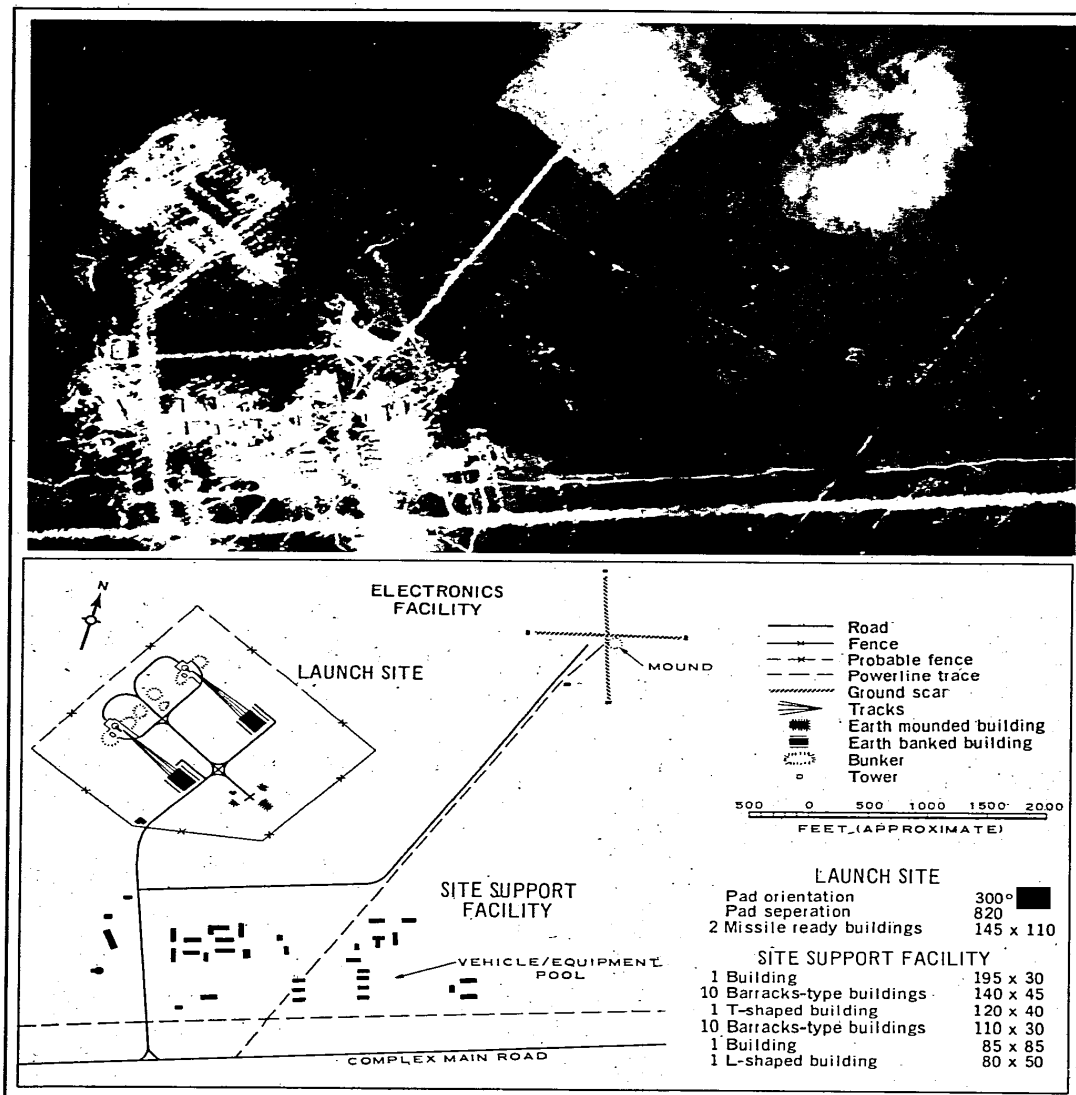 N
ELECTRONICS
FACILITY
LAUNCH SITE
MOUND
SITE SUPPORT
FACILITY
VEHICLE/EQUIPMENT
POOL
COMPLEX MAIN ROAD
Road
Fence
Probable fence
Powerline trace
Ground scar
Tracks
Earth mounded building
Earth banked building
Bunker
Tower
500 0 500 1000 1500 2000
FEET (APPROXIMATE)
LAUNCH SITE
Pad orientation 300°
Pad seperation 820
2 Missile ready buildings 145 x 110
SITE SUPPORT FACILITY
1 Building 195 x 30
10 Barracks-type buildings 140 x 45
1 T-shaped building 120 x 40
10 Barracks-type buildings 110 x 30
1 Building 85 x 85
1 L-shaped building 80 x 50